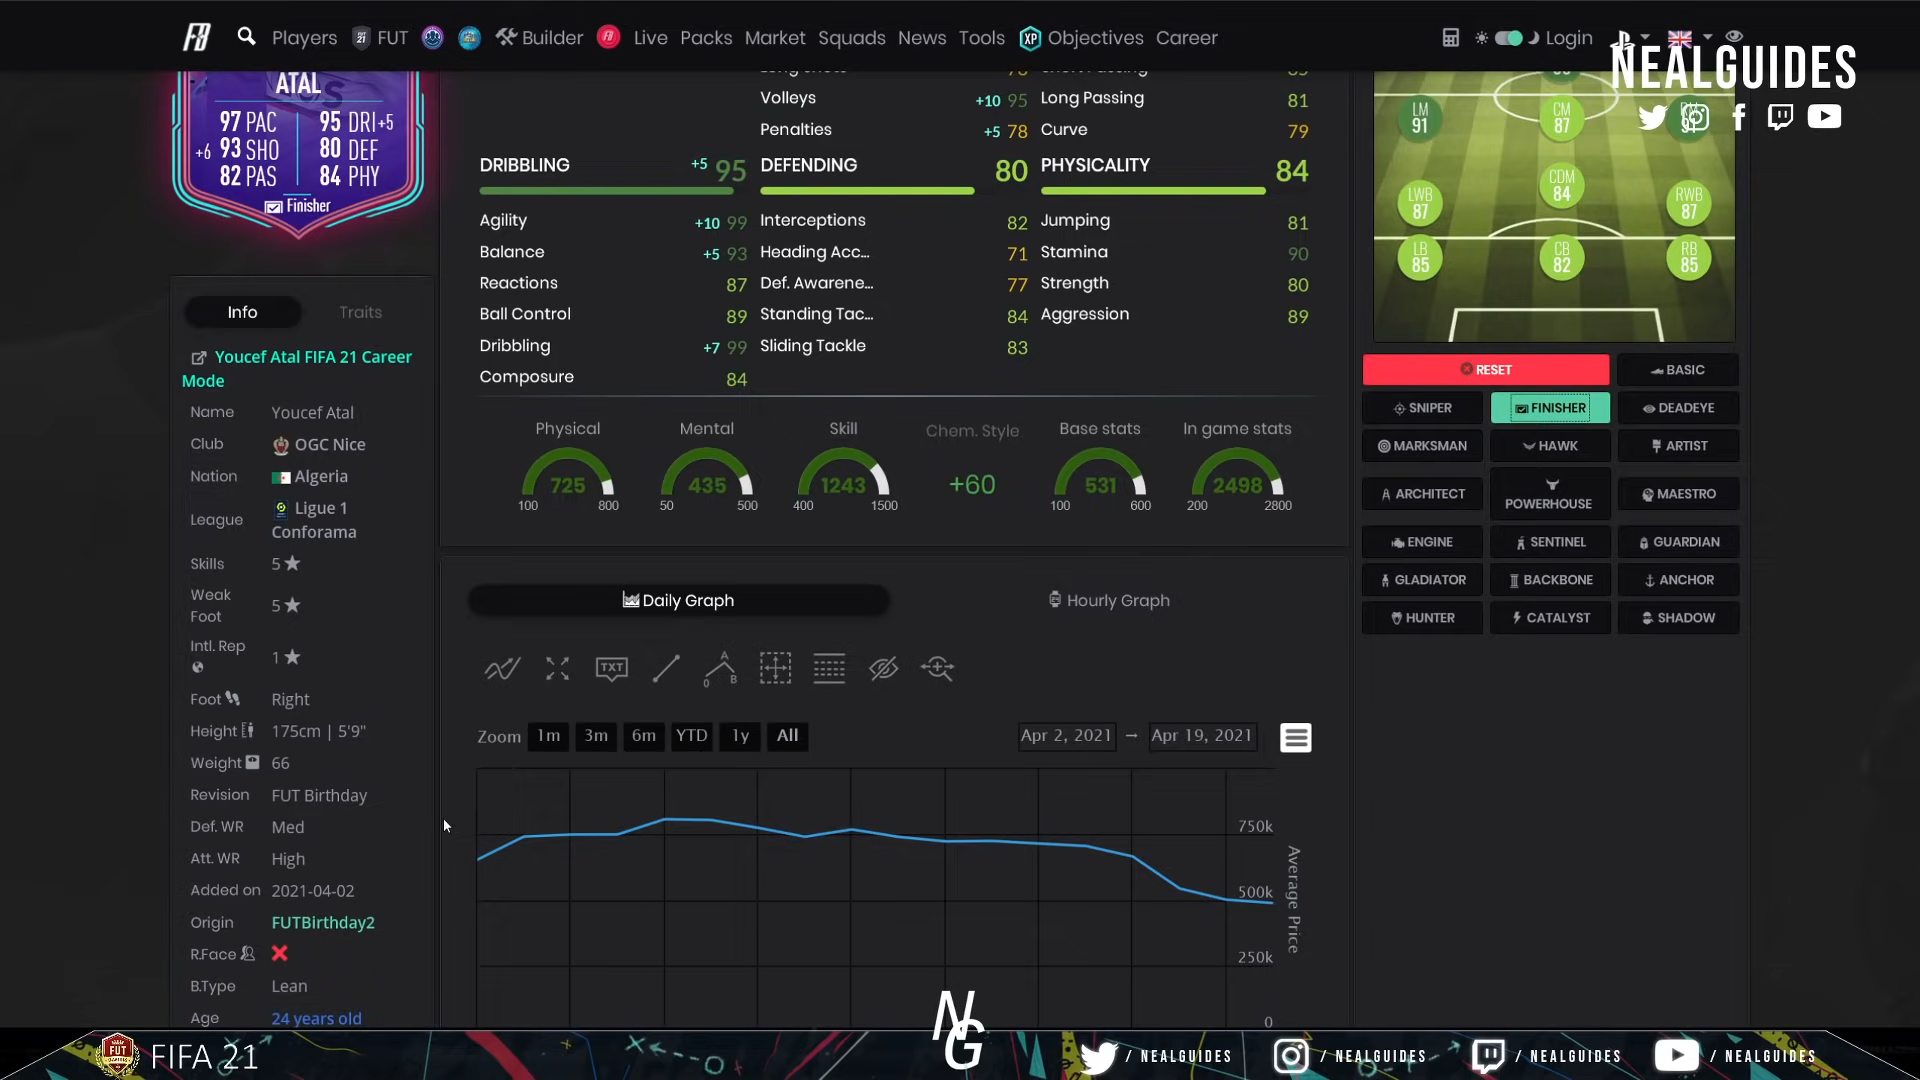 Players
FUT
Builder
Live
Packs
Market
Squads
News
Tools
XP
Objectives
Career
Login
NEALGUIDES
ATAL
97 PAC
95 DRI+5
+6 93 SHO
80 DEF
82 PAS
84 PHY
Finisher
Volleys +10 95
Penalties +5 78
Long Passing 81
Curve 79
DRIBBLING +5 95
Agility +10 99
Balance +5 93
Reactions 87
Ball Control 89
Dribbling +7 99
Composure 84
DEFENDING 80
Interceptions 82
Heading Acc... 71
Def. Awarene... 77
Standing Tac... 84
Sliding Tackle 83
PHYSICALITY 84
Jumping 81
Stamina 90
Strength 80
Aggression 89
Physical
725
100 800
Mental
435
50 500
Skill
1243
400 1500
Chem. Style
+60
Base stats
531
100 600
In game stats
2498
200 2800
LM
91
CM
87
91
LWB
87
CDM
84
RWB
87
LB
85
CB
82
RB
85
RESET
BASIC
SNIPER
FINISHER
DEADEYE
MARKSMAN
HAWK
ARTIST
ARCHITECT
POWERHOUSE
MAESTRO
ENGINE
SENTINEL
GUARDIAN
GLADIATOR
BACKBONE
ANCHOR
HUNTER
CATALYST
SHADOW
Info
Traits
Youcef Atal FIFA 21 Career
Mode
Name Youcef Atal
Club OGC Nice
Nation Algeria
League Ligue 1
Conforama
Skills 5
Weak
Foot 5
Intl. Rep 1
Foot Right
Height 175cm | 5'9"
Weight 66
Revision FUT Birthday
Def. WR Med
Att. WR High
Added on 2021-04-02
Origin FUTBirthday2
R.Face
B.Type Lean
Age 24 years old
Daily Graph
Hourly Graph
TXT
0 A B
Zoom 1m 3m 6m YTD 1y All
Apr 2, 2021 → Apr 19, 2021
750k
500k
250k
0
Average Price
NG
FUT
FIFA 21
/ NEALGUIDES
/ NEALGUIDES
/ NEALGUIDES
/ NEALGUIDES